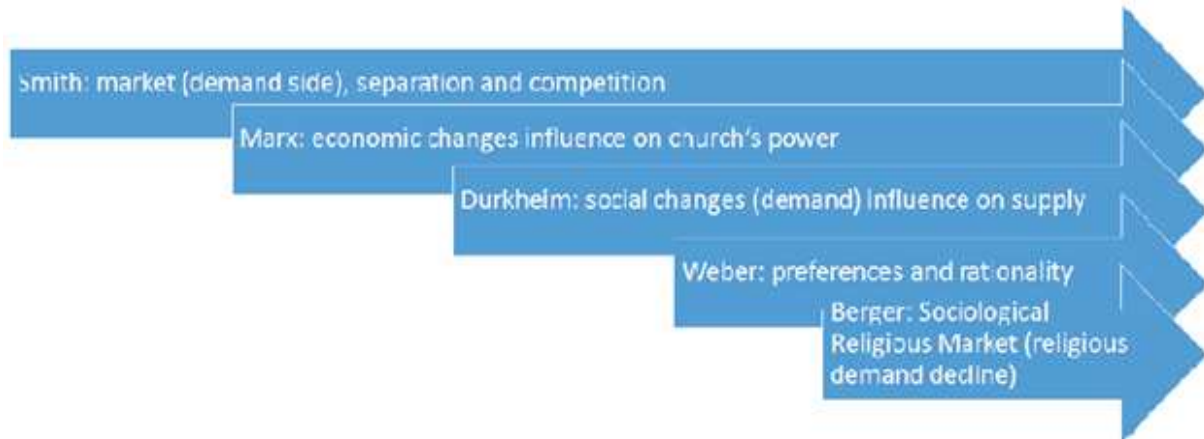 Smith: market (demand side), separation and competition
Marx: economic changes influence on church's power
Durkheim: social changes (demand) influence on supply
Weber: preferences and rationality
Berger: Sociological
Religious Market (religious
demand decline)